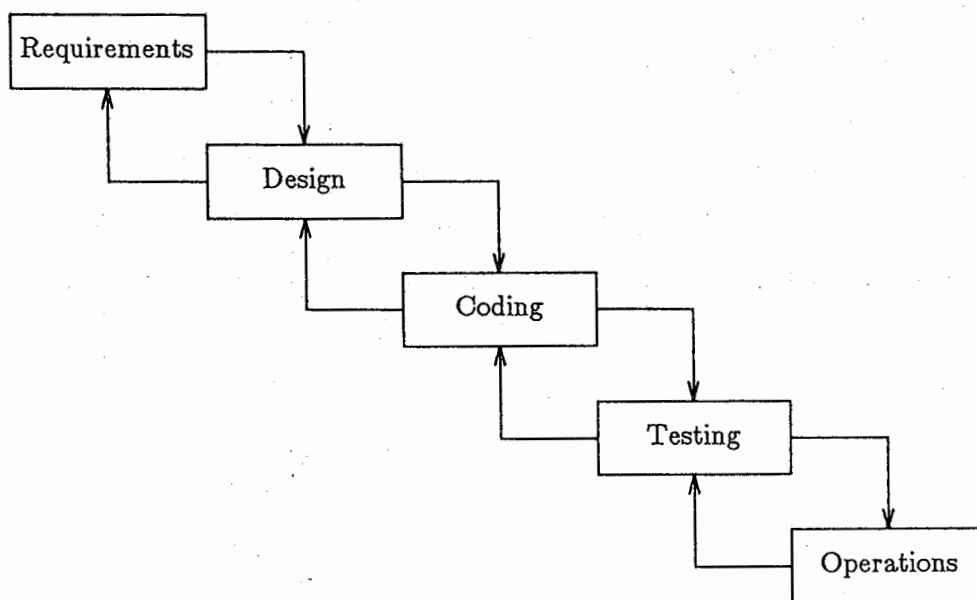 Requirements
Design
Coding
Testing
Operations